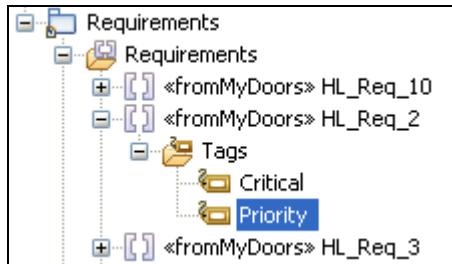 Requirements
Requirements
«fromMyDoors» HL_Req_10
«fromMyDoors» HL_Req_2
Tags
Critical
Priority
«fromMyDoors» HL_Req_3